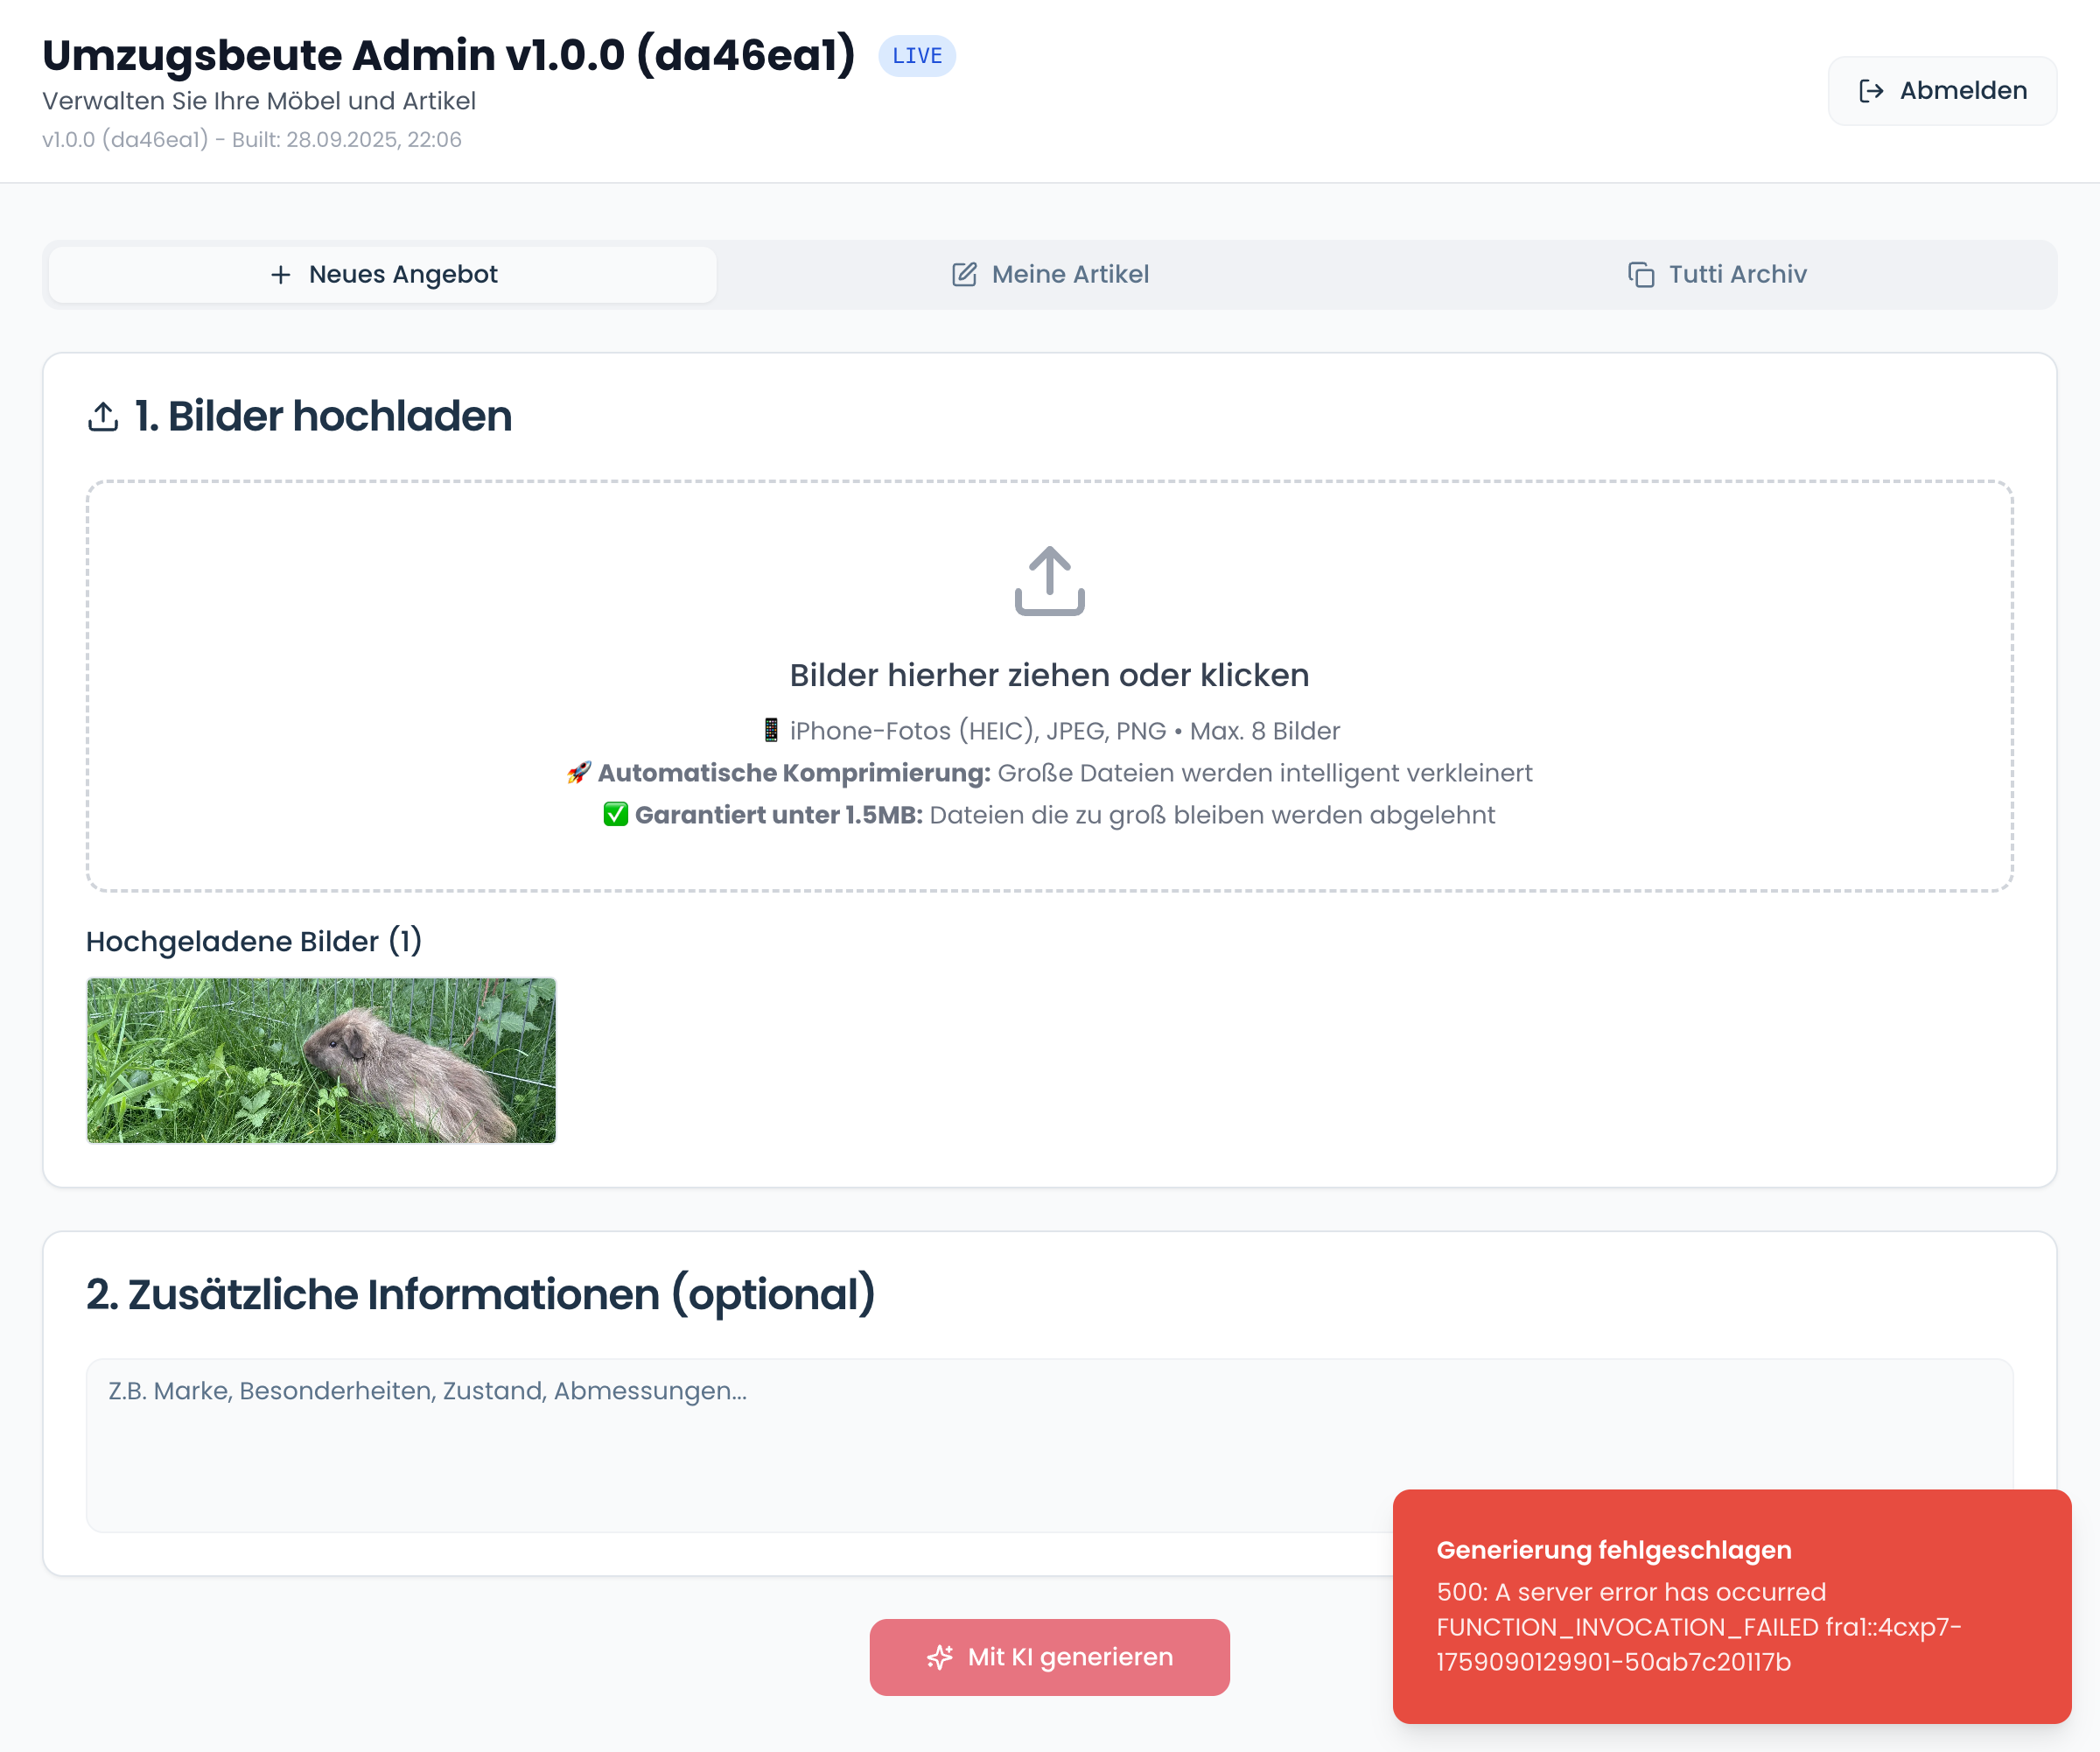 Umzugsbeute Admin v1.0.0 (da46ea1) LIVE
Verwalten Sie Ihre Möbel und Artikel
v1.0.0 (da46ea1) - Built: 28.09.2025, 22:06
Abmelden
Neues Angebot
Meine Artikel
Tutti Archiv
1. Bilder hochladen
Bilder hierher ziehen oder klicken
📱 iPhone-Fotos (HEIC), JPEG, PNG • Max. 8 Bilder
🚀 Automatische Komprimierung: Große Dateien werden intelligent verkleinert
✅ Garantiert unter 1.5MB: Dateien die zu groß bleiben werden abgelehnt
Hochgeladene Bilder (1)
2. Zusätzliche Informationen (optional)
Z.B. Marke, Besonderheiten, Zustand, Abmessungen...
Mit KI generieren
Generierung fehlgeschlagen
500: A server error has occurred
FUNCTION_INVOCATION_FAILED fra1::4cxp7-
1759090129901-50ab7c20117b